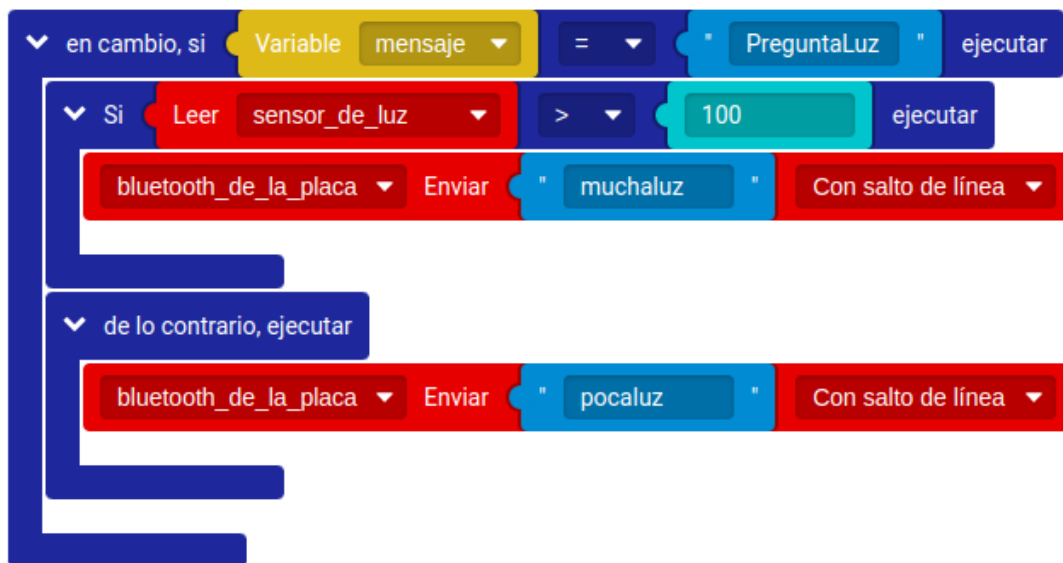 en cambio, si Variable mensaje = " PreguntaLuz " ejecutar
Si Leer sensor_de_luz > 100 ejecutar
bluetooth_de_la_placa Enviar " muchaluz " Con salto de línea
de lo contrario, ejecutar
bluetooth_de_la_placa Enviar " pocaluz " Con salto de línea